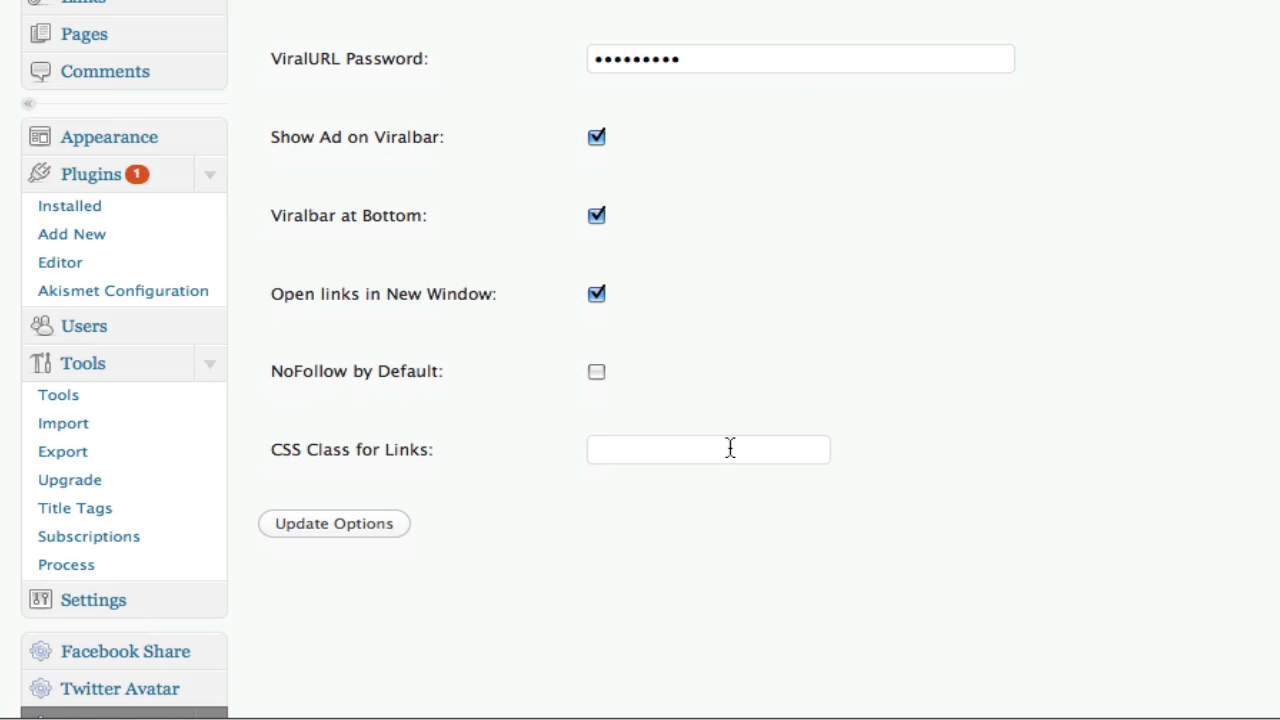 Links
Pages
Comments
Appearance
Plugins 1
Installed
Add New
Editor
Akismet Configuration
Users
Tools
Tools
Import
Export
Upgrade
Title Tags
Subscriptions
Process
Settings
Facebook Share
Twitter Avatar
ViralURL Password: •••••••••
Show Ad on Viralbar:
Viralbar at Bottom:
Open links in New Window:
NoFollow by Default:
CSS Class for Links:
Update Options